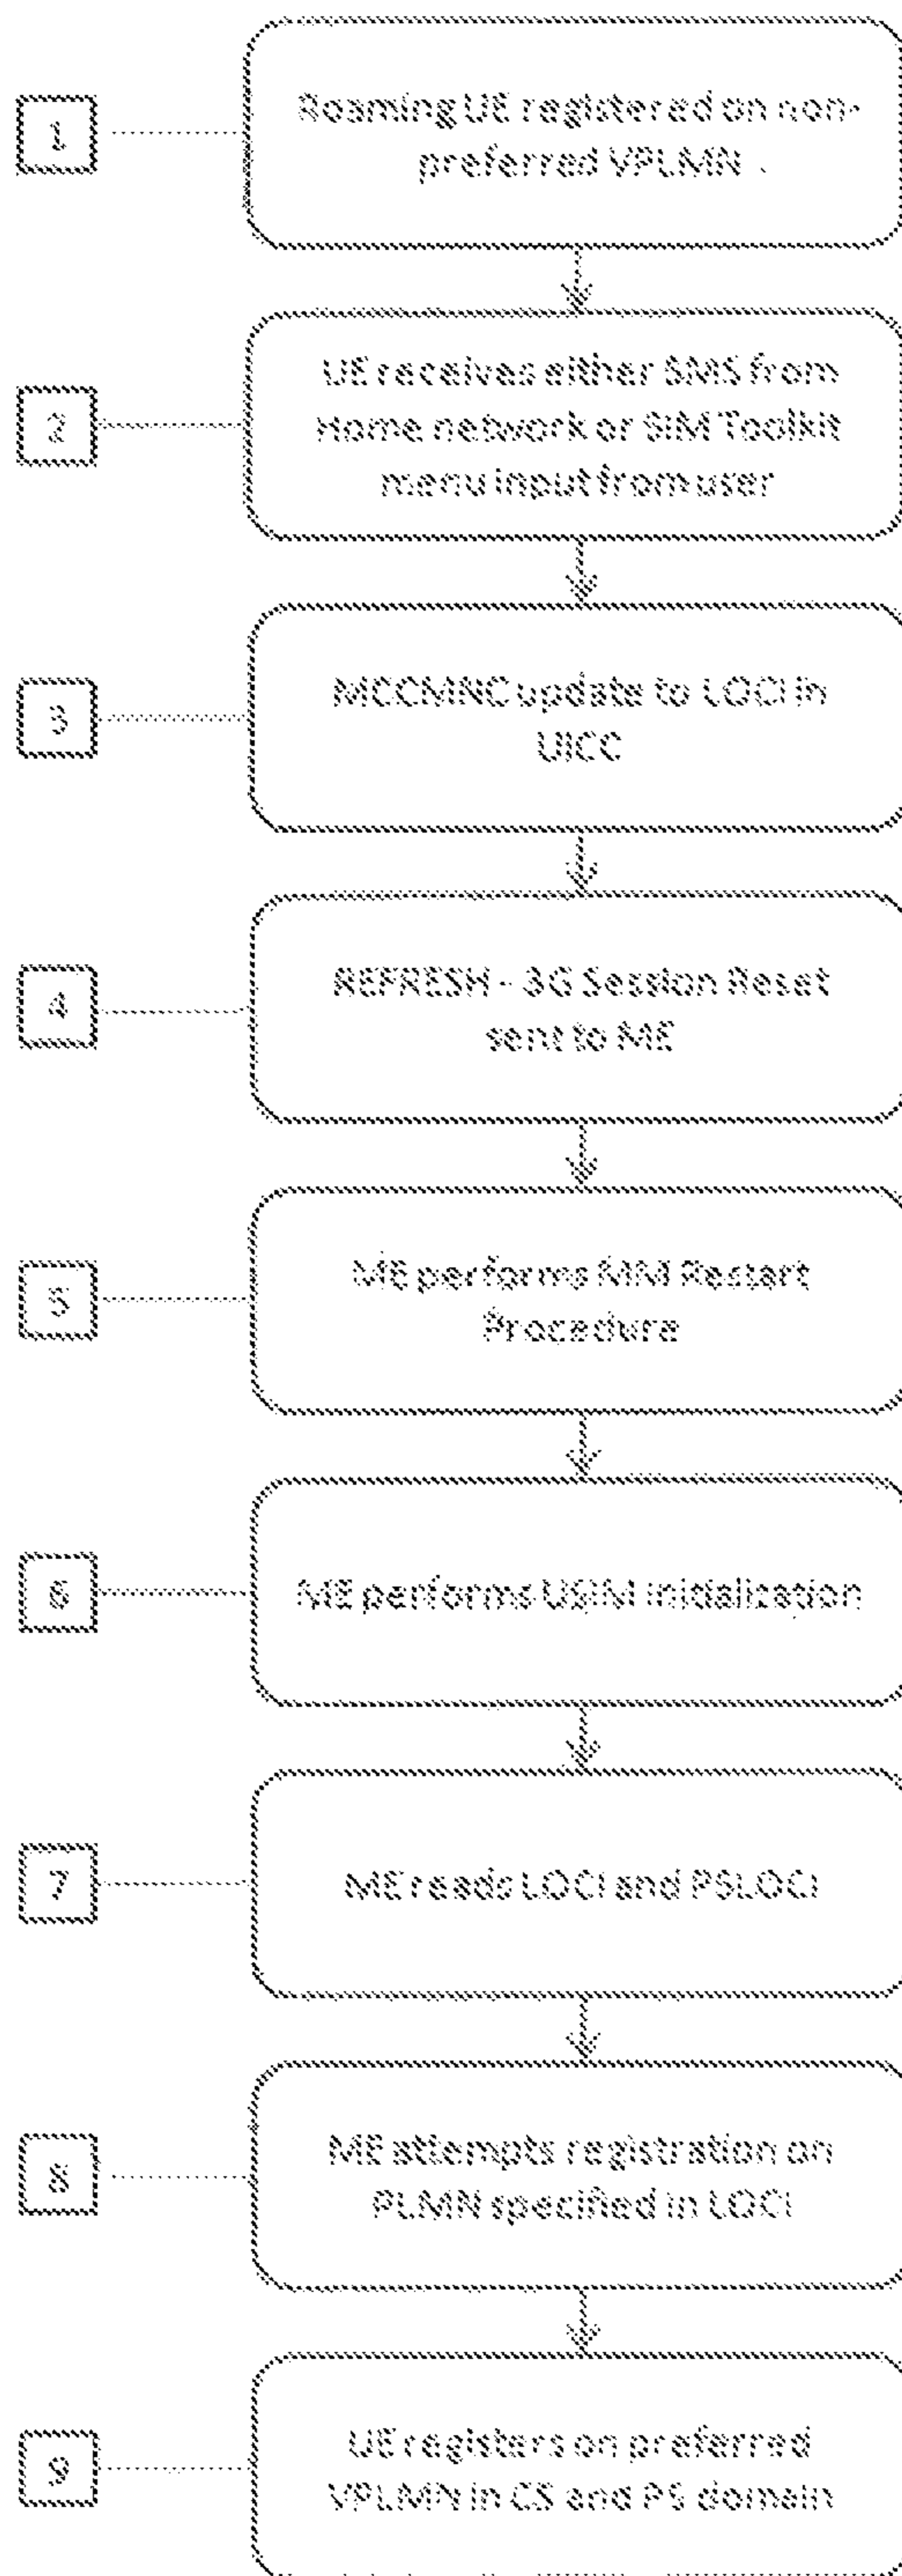 1
Roaming UE registered on non-
preferred VPLMN
2
UE receives either SMS from
Home network or SIM Toolkit
menu input from user
3
MCCMNC update to LOCI in
UICC
4
REFRESH - 3G Session Reset
sent to ME
5
ME performs MM Restart
Procedure
6
ME performs USIM initialization
7
ME reads LOCI and PSLOCI
8
ME attempts registration on
PLMN specified in LOCI
9
UE registers on preferred
VPLMN in CS and PS domain